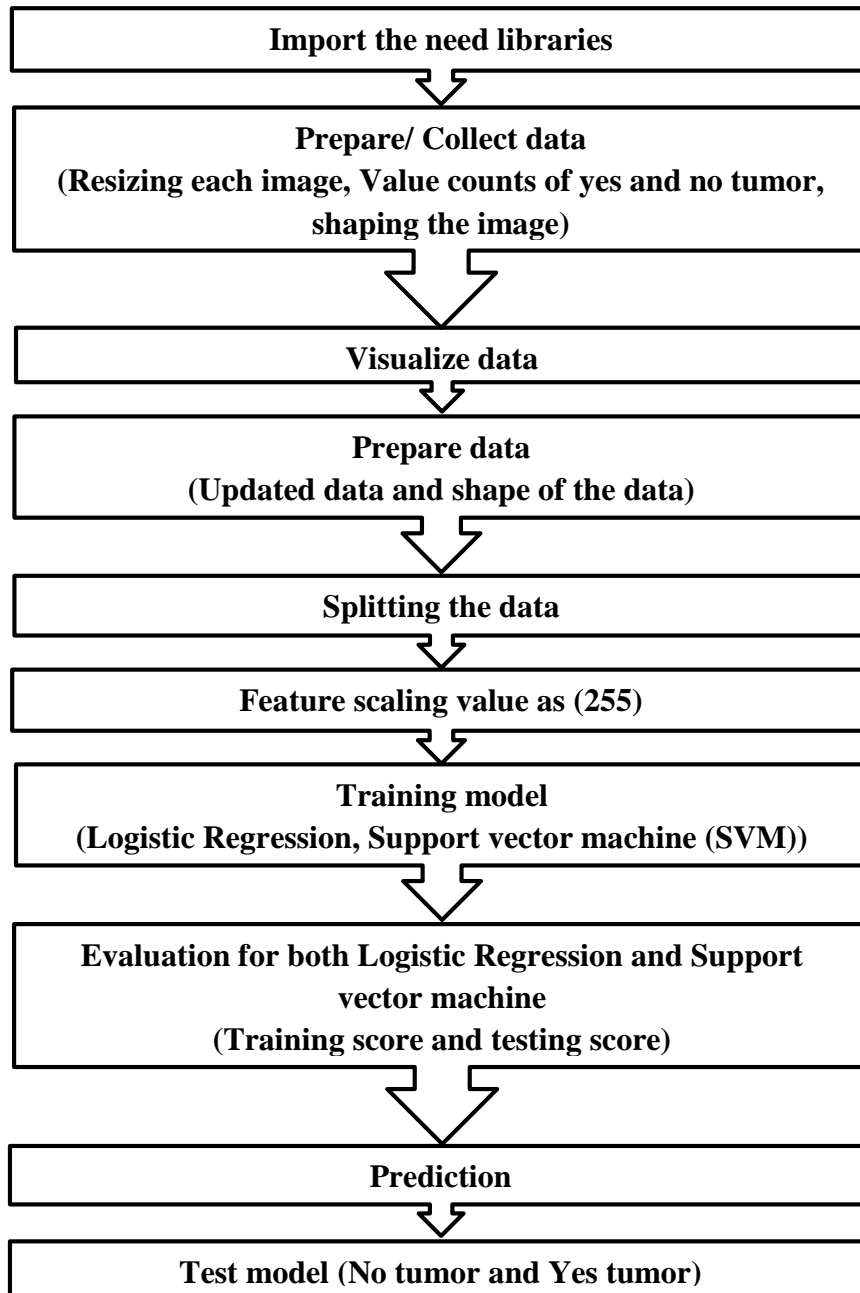 Import the need libraries
Prepare/ Collect data
(Resizing each image, Value counts of yes and no tumor,
shaping the image)
Visualize data
Prepare data
(Updated data and shape of the data)
Splitting the data
Feature scaling value as (255)
Training model
(Logistic Regression, Support vector machine (SVM))
Evaluation for both Logistic Regression and Support
vector machine
(Training score and testing score)
Prediction
Test model (No tumor and Yes tumor)